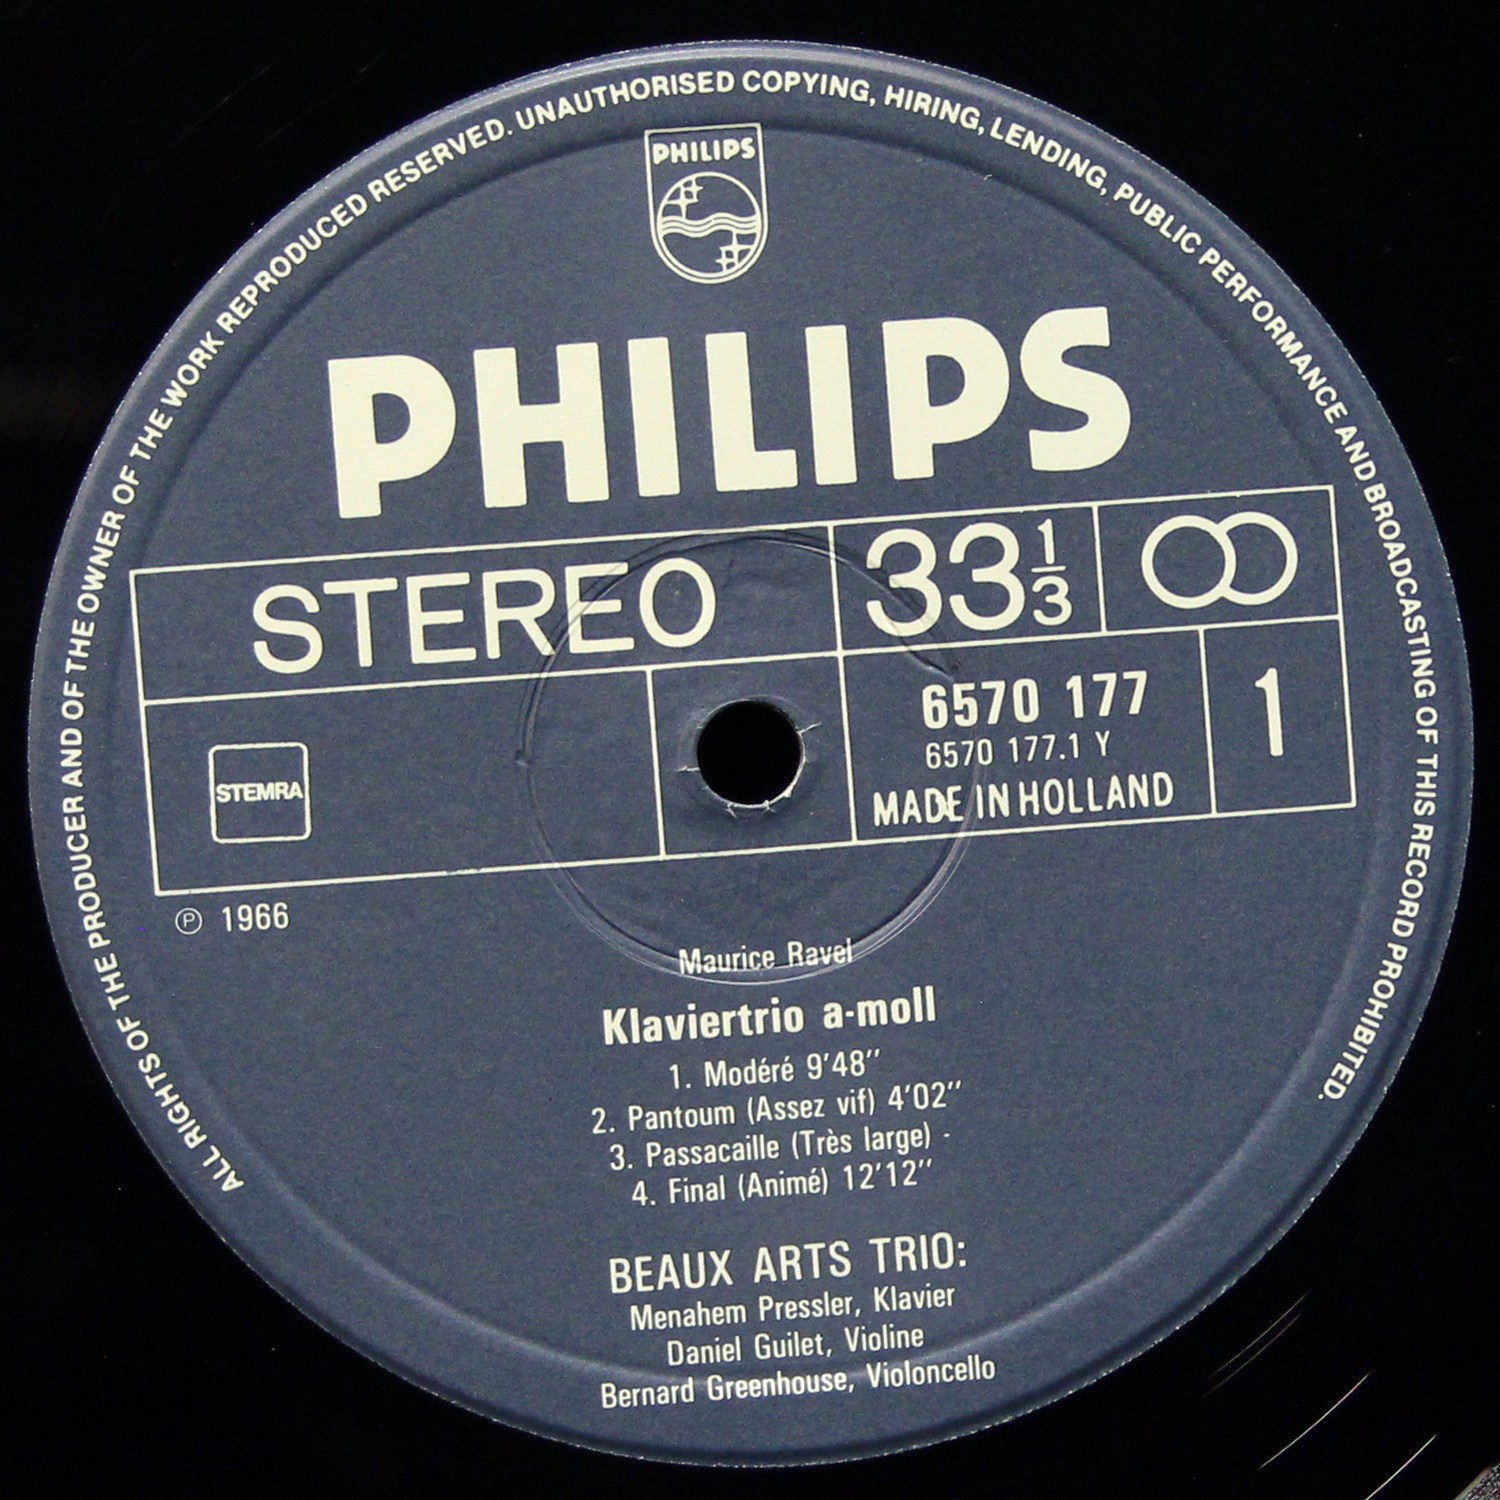 ALL RIGHTS OF THE PRODUCER AND OF THE OWNER OF THE WORK REPRODUCED RESERVED. UNAUTHORISED COPYING, HIRING, LENDING, PUBLIC PERFORMANCE AND BROADCASTING OF THIS RECORD PROHIBITED.
PHILIPS
PHILIPS
STEREO 33 1/3
STEMRA
6570 177
6570 177.1 Y
MADE IN HOLLAND
1
℗ 1966
Maurice Ravel
Klaviertrio a-moll
1. Modéré 9'48''
2. Pantoum (Assez vif) 4'02''
3. Passacaille (Très large) -
4. Final (Animé) 12'12''
BEAUX ARTS TRIO:
Menahem Pressler, Klavier
Daniel Guilet, Violine
Bernard Greenhouse, Violoncello